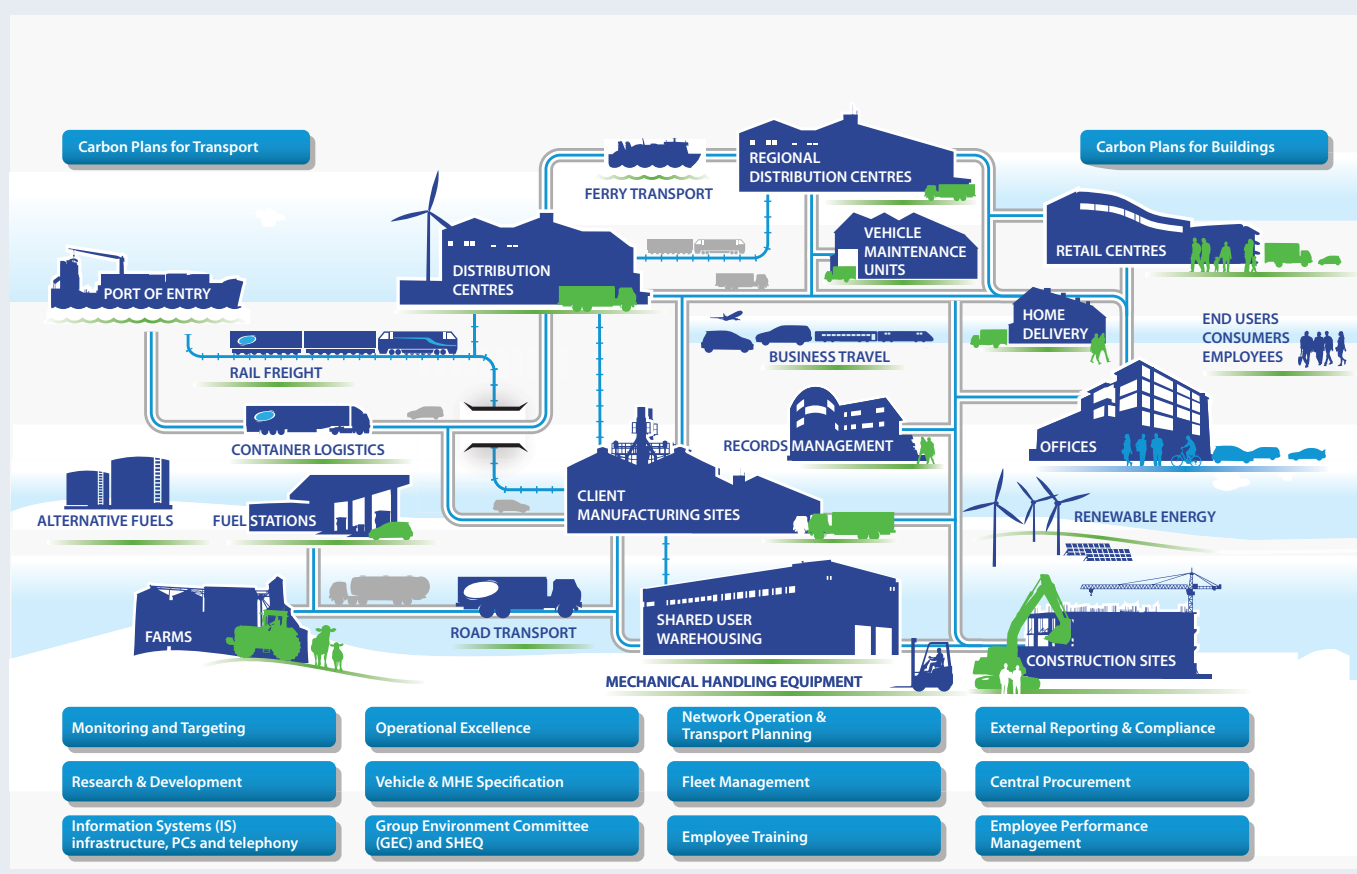 Carbon Plans for Transport
Carbon Plans for Buildings
REGIONAL
DISTRIBUTION CENTRES
FERRY TRANSPORT
VEHICLE
MAINTENANCE
UNITS
RETAIL CENTRES
DISTRIBUTION
CENTRES
PORT OF ENTRY
HOME
DELIVERY
END USERS
CONSUMERS
EMPLOYEES
RAIL FREIGHT
BUSINESS TRAVEL
CONTAINER LOGISTICS
RECORDS MANAGEMENT
OFFICES
CLIENT
MANUFACTURING SITES
ALTERNATIVE FUELS
FUEL STATIONS
RENEWABLE ENERGY
FARMS
ROAD TRANSPORT
SHARED USER
WAREHOUSING
CONSTRUCTION SITES
MECHANICAL HANDLING EQUIPMENT
Monitoring and Targeting
Operational Excellence
Network Operation &
Transport Planning
External Reporting & Compliance
Research & Development
Vehicle & MHE Specification
Fleet Management
Central Procurement
Information Systems (IS)
infrastructure, PCs and telephony
Group Environment Committee
(GEC) and SHEQ
Employee Training
Employee Performance
Management